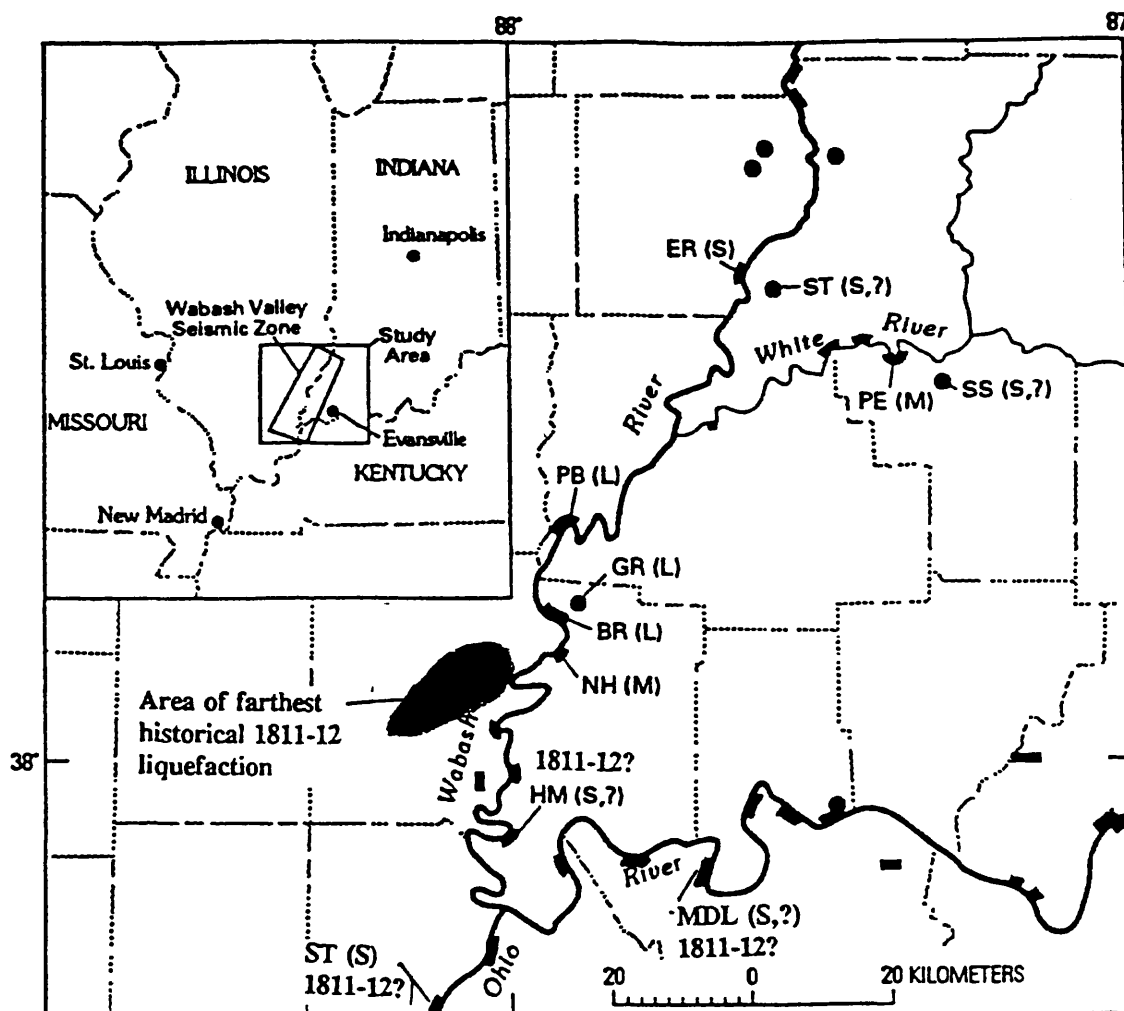 88°
87
ILLINOIS
INDIANA
Indianapolis
Wabash Valley
Seismic Zone
Study
Area
St. Louis
MISSOURI
Evansville
KENTUCKY
New Madrid
ER (S)
ST (S,?)
White River
PE (M)
SS (S,?)
River
PB (L)
GR (L)
BR (L)
NH (M)
Area of farthest
historical 1811-12
liquefaction
Wabash
38°
1811-12?
HM (S,?)
River
MDL (S,?)
1811-12?
ST (S)
1811-12?
Ohio
20 0 20 KILOMETERS